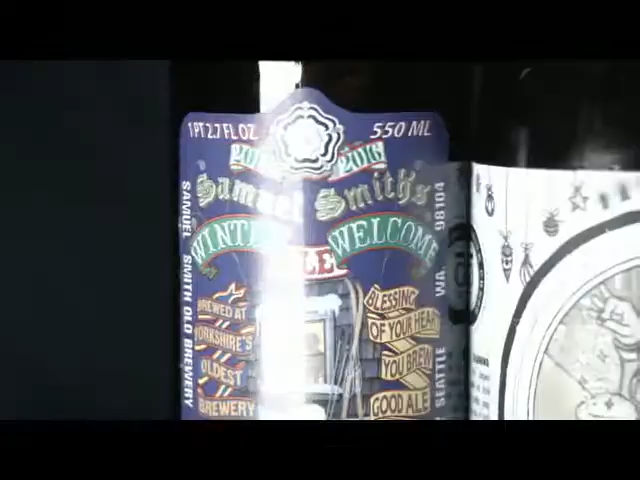 1 PT 2.7 FL OZ
550 ML
2016
Samuel Smith's
WINTER WELCOME
ALE
BREWED AT
YORKSHIRE'S
OLDEST
BREWERY
BLESSING
OF YOUR HEART
YOU BREW
GOOD ALE
SAMUEL SMITH OLD BREWERY
SEATTLE WA. 98104